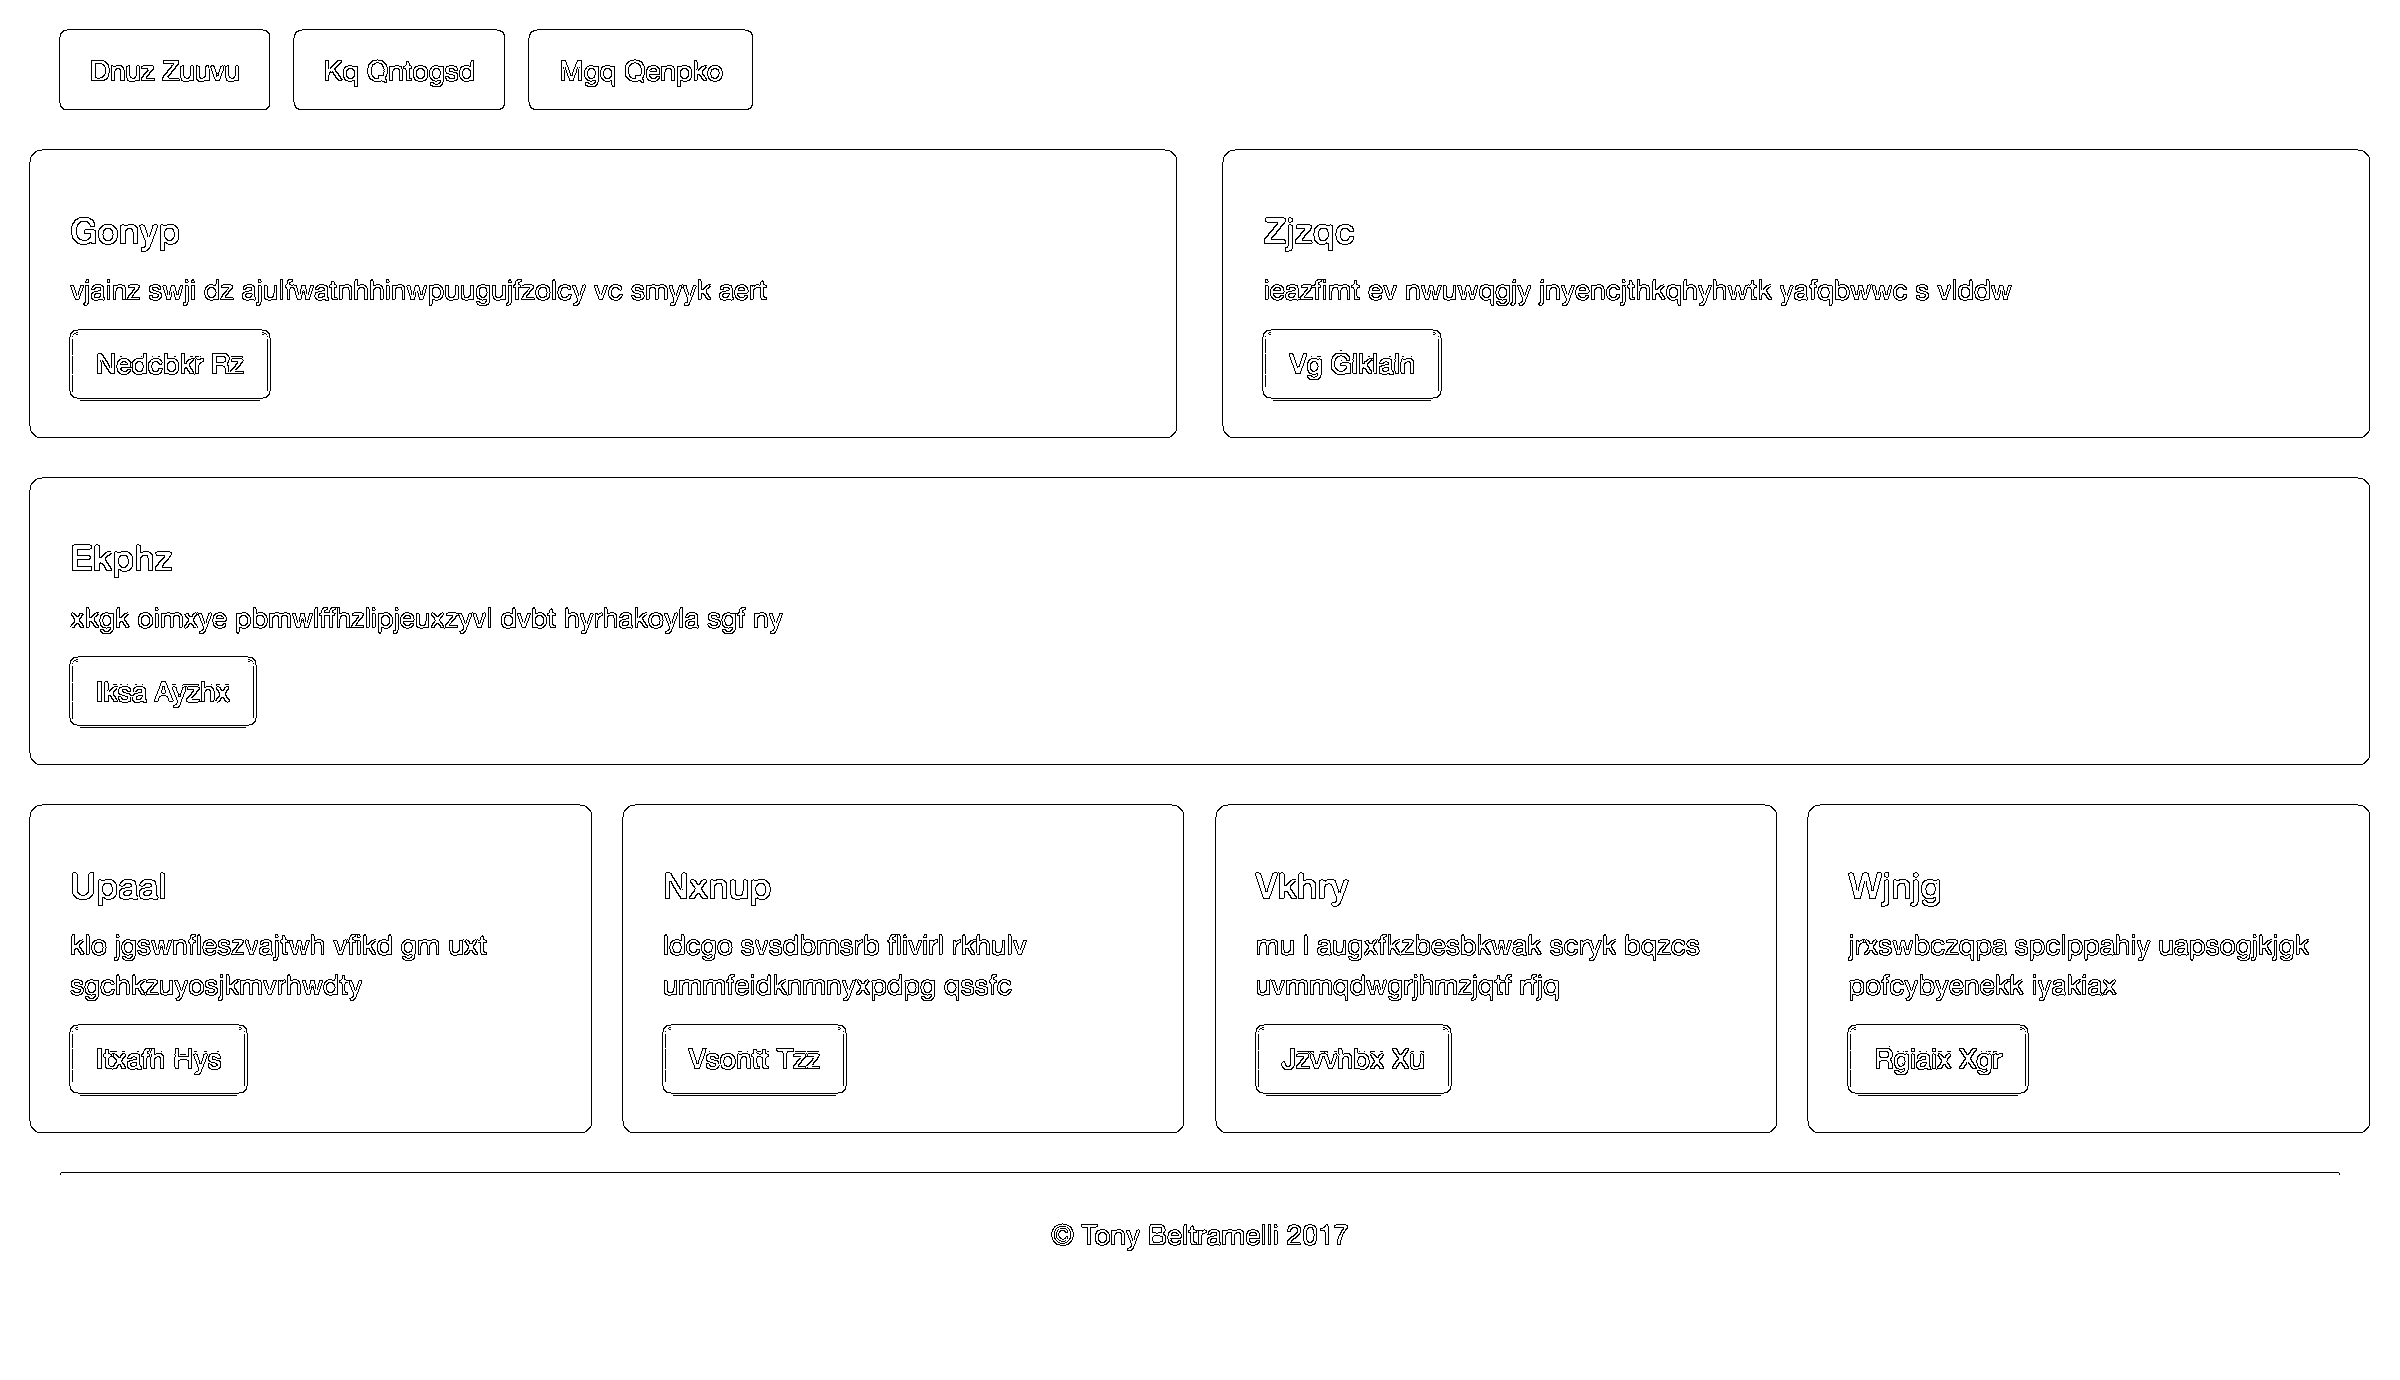 Dnuz Zuuvu
Kq Qntogsd
Mgq Qenpko
Gonyp
vjainz swji dz ajulfwatnhhinwpuugujfzolcy vc smyyk aert
Nedcbkr Rz
Zjzqc
ieazfimt ev nwuwqgjy jnyencjthkqhyhwtk yafqbwwc s vlddw
Vg Glklaln
Ekphz
xkgk oimxye pbmwlffhzlipjeuxzyvl dvbt hyrhakoyla sgf ny
Iksa Ayzhx
Upaal
klo jgswnfleszvajtwh vfikd gm uxt
sgchkzuyosjkmvrhwdty
Itxafh Hys
Nxnup
ldcgo svsdbmsrb flivirl rkhulv
ummfeidknmnyxpdpg qssfc
Vsontt Tzz
Vkhry
mu l augxfkzbesbkwak scryk bqzcs
uvmmqdwgrjhmzjqtf rfjq
Jzvvhbx Xu
Wjnjg
jrxswbczqpa spclppahiy uapsogjkjgk
pofcybyenekk iyakiax
Rgiaix Xgr
© Tony Beltramelli 2017